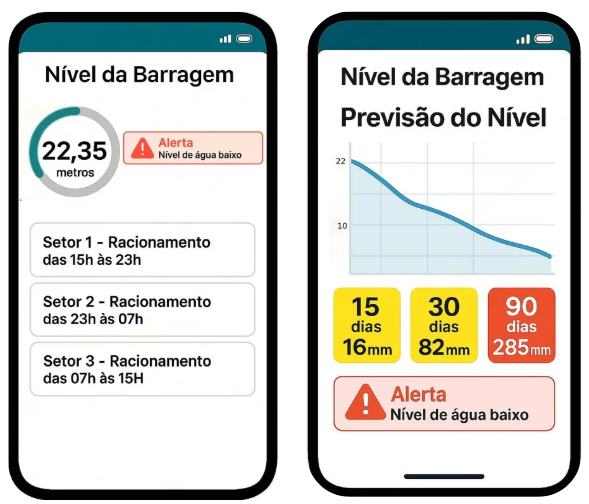 Nível da Barragem
22,35
metros
Alerta
Nível de água baixo
Setor 1 - Racionamento
das 15h às 23h
Setor 2 - Racionamento
das 23h às 07h
Setor 3 - Racionamento
das 07h às 15H
Nível da Barragem
Previsão do Nível
22
10
15
dias
16mm
30
dias
82mm
90
dias
285mm
Alerta
Nível de água baixo